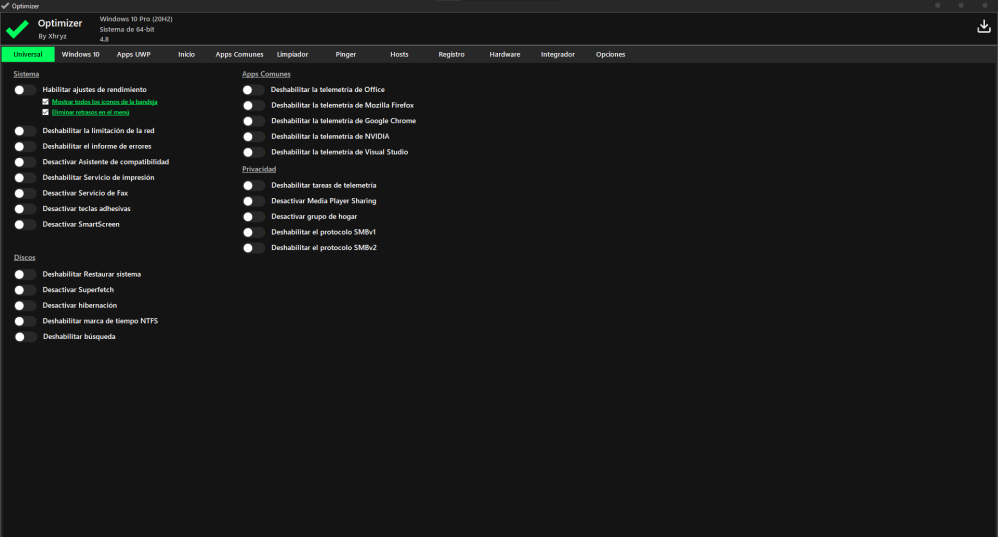 Optimizer
Optimizer
By Xhryz
Windows 10 Pro (20H2)
Sistema de 64-bit
4.8
Universal Windows 10 Apps UWP Inicio Apps Comunes Limpiador Pinger Hosts Registro Hardware Integrador Opciones
Sistema
Habilitar ajustes de rendimiento
Mostrar todos los iconos de la bandeja
Eliminar retrasos en el menú
Deshabilitar la limitación de la red
Deshabilitar el informe de errores
Desactivar Asistente de compatibilidad
Deshabilitar Servicio de impresión
Desactivar Servicio de Fax
Desactivar teclas adhesivas
Desactivar SmartScreen
Discos
Deshabilitar Restaurar sistema
Desactivar Superfetch
Desactivar hibernación
Deshabilitar marca de tiempo NTFS
Deshabilitar búsqueda
Apps Comunes
Deshabilitar la telemetría de Office
Deshabilitar la telemetría de Mozilla Firefox
Deshabilitar la telemetría de Google Chrome
Deshabilitar la telemetría de NVIDIA
Deshabilitar la telemetría de Visual Studio
Privacidad
Deshabilitar tareas de telemetría
Desactivar Media Player Sharing
Desactivar grupo de hogar
Deshabilitar el protocolo SMBv1
Deshabilitar el protocolo SMBv2